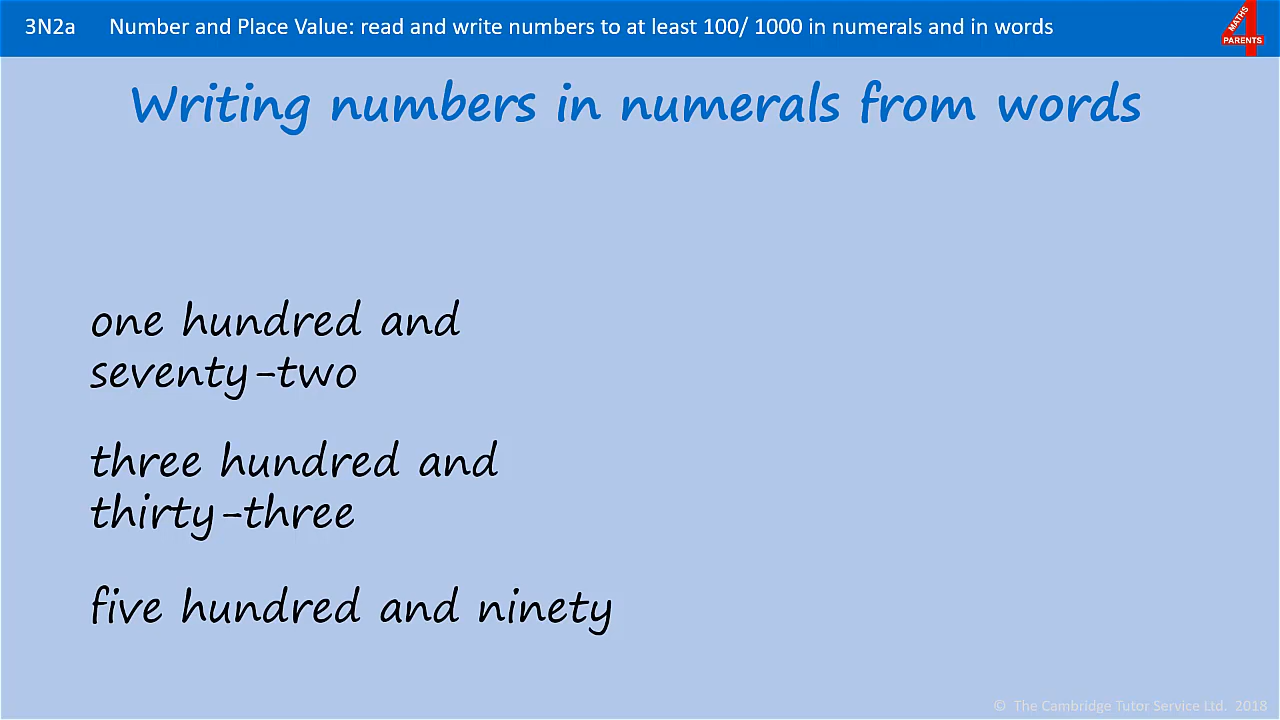 3N2a Number and Place Value: read and write numbers to at least 100/ 1000 in numerals and in words
MATHS
4
PARENTS
Writing numbers in numerals from words
one hundred and
seventy-two
three hundred and
thirty-three
five hundred and ninety
© The Cambridge Tutor Service Ltd. 2018